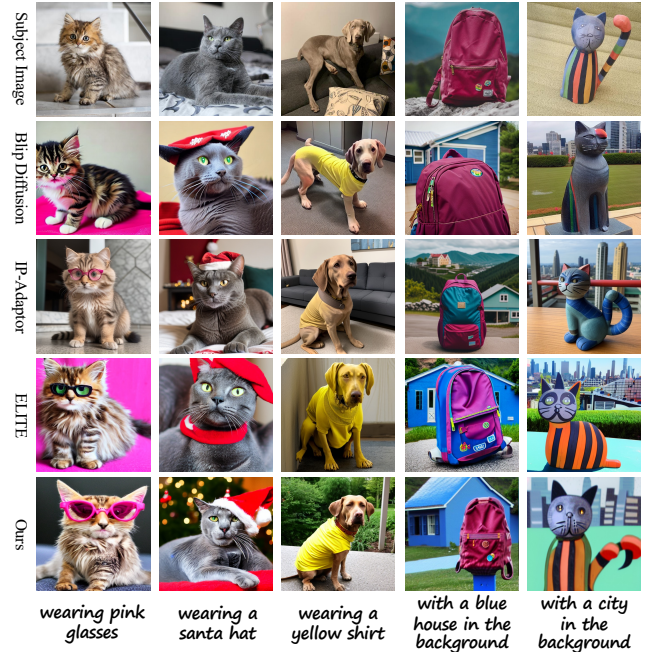 Subject Image
Blip Diffusion
IP-Adaptor
ELITE
Ours
wearing pink
glasses
wearing a
santa hat
wearing a
yellow shirt
with a blue
house in the
background
with a city
in the
background